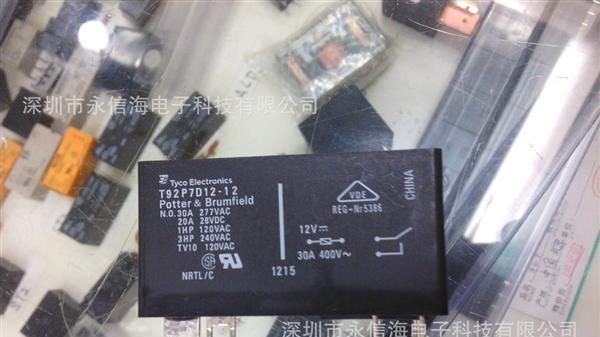 深圳市永信海电子科技有限公司
Tyco Electronics
T92P7D12-12
Potter & Brumfield
N.O. 30A 277VAC
20A 28VDC
1HP 120VAC
3HP 240VAC
TV10 120VAC
NRTL/C
1215
VDE
REG-Nr5386
12V
30A 400V~
CHINA
深圳市永信海电子科技有限公司